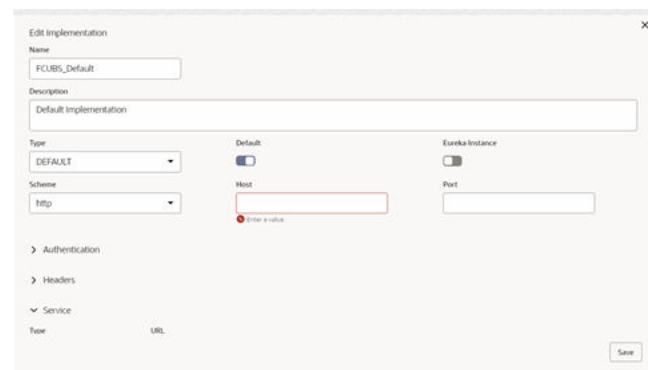 Edit Implementation
Name
FCUBS_Default
Description
Default Implementation
Type
Default
Eureka Instance
DEFAULT
Scheme
Host
Port
http
Enter a value
Authentication
Headers
Service
Type
URL
Save